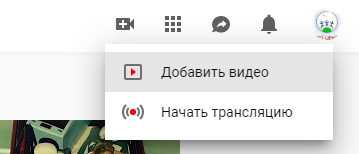 Добавить видео
Начать трансляцию